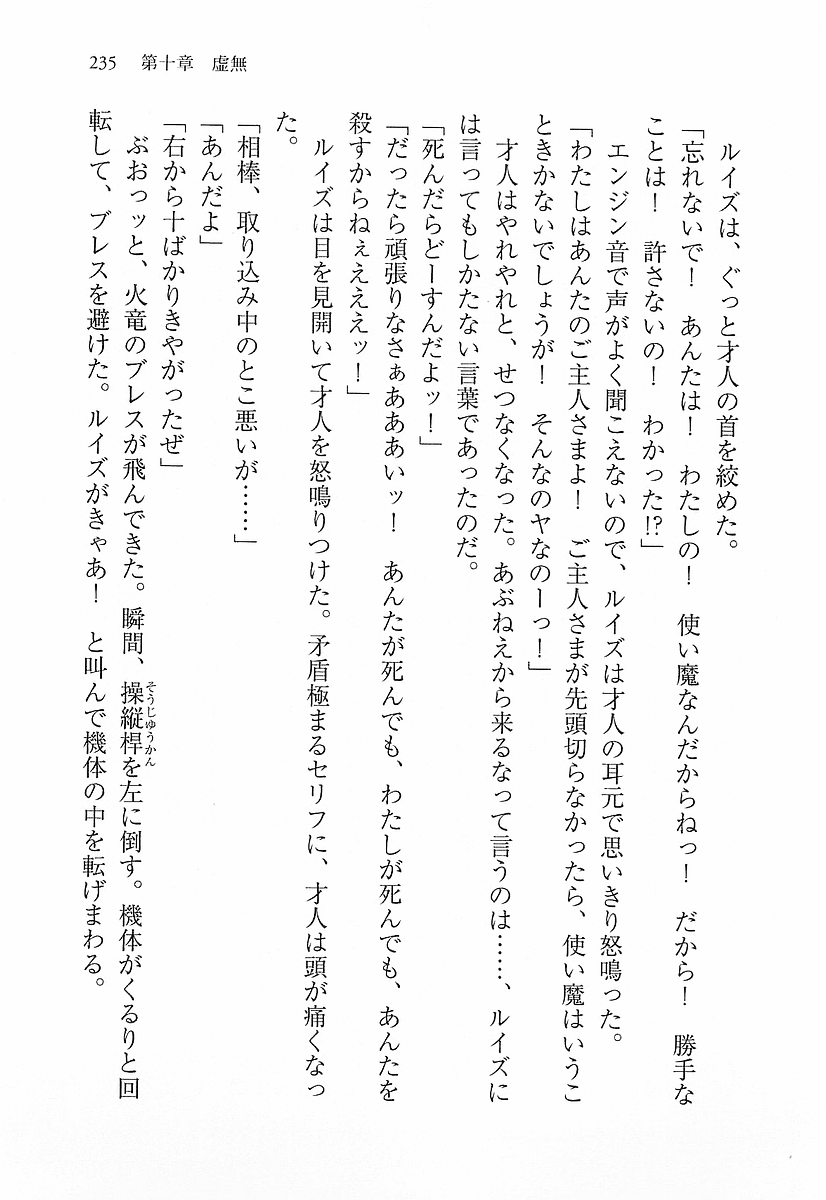 235　第十章　虚無
　ルイズは、ぐっと才人の首を絞めた。
「忘れないで！　あんたは！　わたしの！　使い魔なんだからねっ！　だから！　勝手な
ことは！　許さないの！　わかった!?」
　エンジン音で声がよく聞こえないので、ルイズは才人の耳元で思いきり怒鳴った。
「わたしはあんたのご主人さまよ！　ご主人さまが先頭切らなかったら、使い魔はいうこ
ときかないでしょうが！　そんなのヤなのーっ！」
　才人はやれやれと、せつなくなった。あぶねえから来るなって言うのは……、ルイズに
は言ってもしかたない言葉であったのだ。
「死んだらどーすんだよッ！」
「だったら頑張りなさぁあああいッ！　あんたが死んでも、わたしが死んでも、あんたを
殺すからねぇえええッ！」
　ルイズは目を見開いて才人を怒鳴りつけた。矛盾極まるセリフに、才人は頭が痛くなっ
た。
「相棒、取り込み中のとこ悪いが……」
「あんだよ」
「右から十ばかりきやがったぜ」
　ぶおっッと、火竜のブレスが飛んできた。瞬間、操縦桿を左に倒す。機体がくるりと回
そうじゅうかん
転して、ブレスを避けた。ルイズがきゃあ！　と叫んで機体の中を転げまわる。